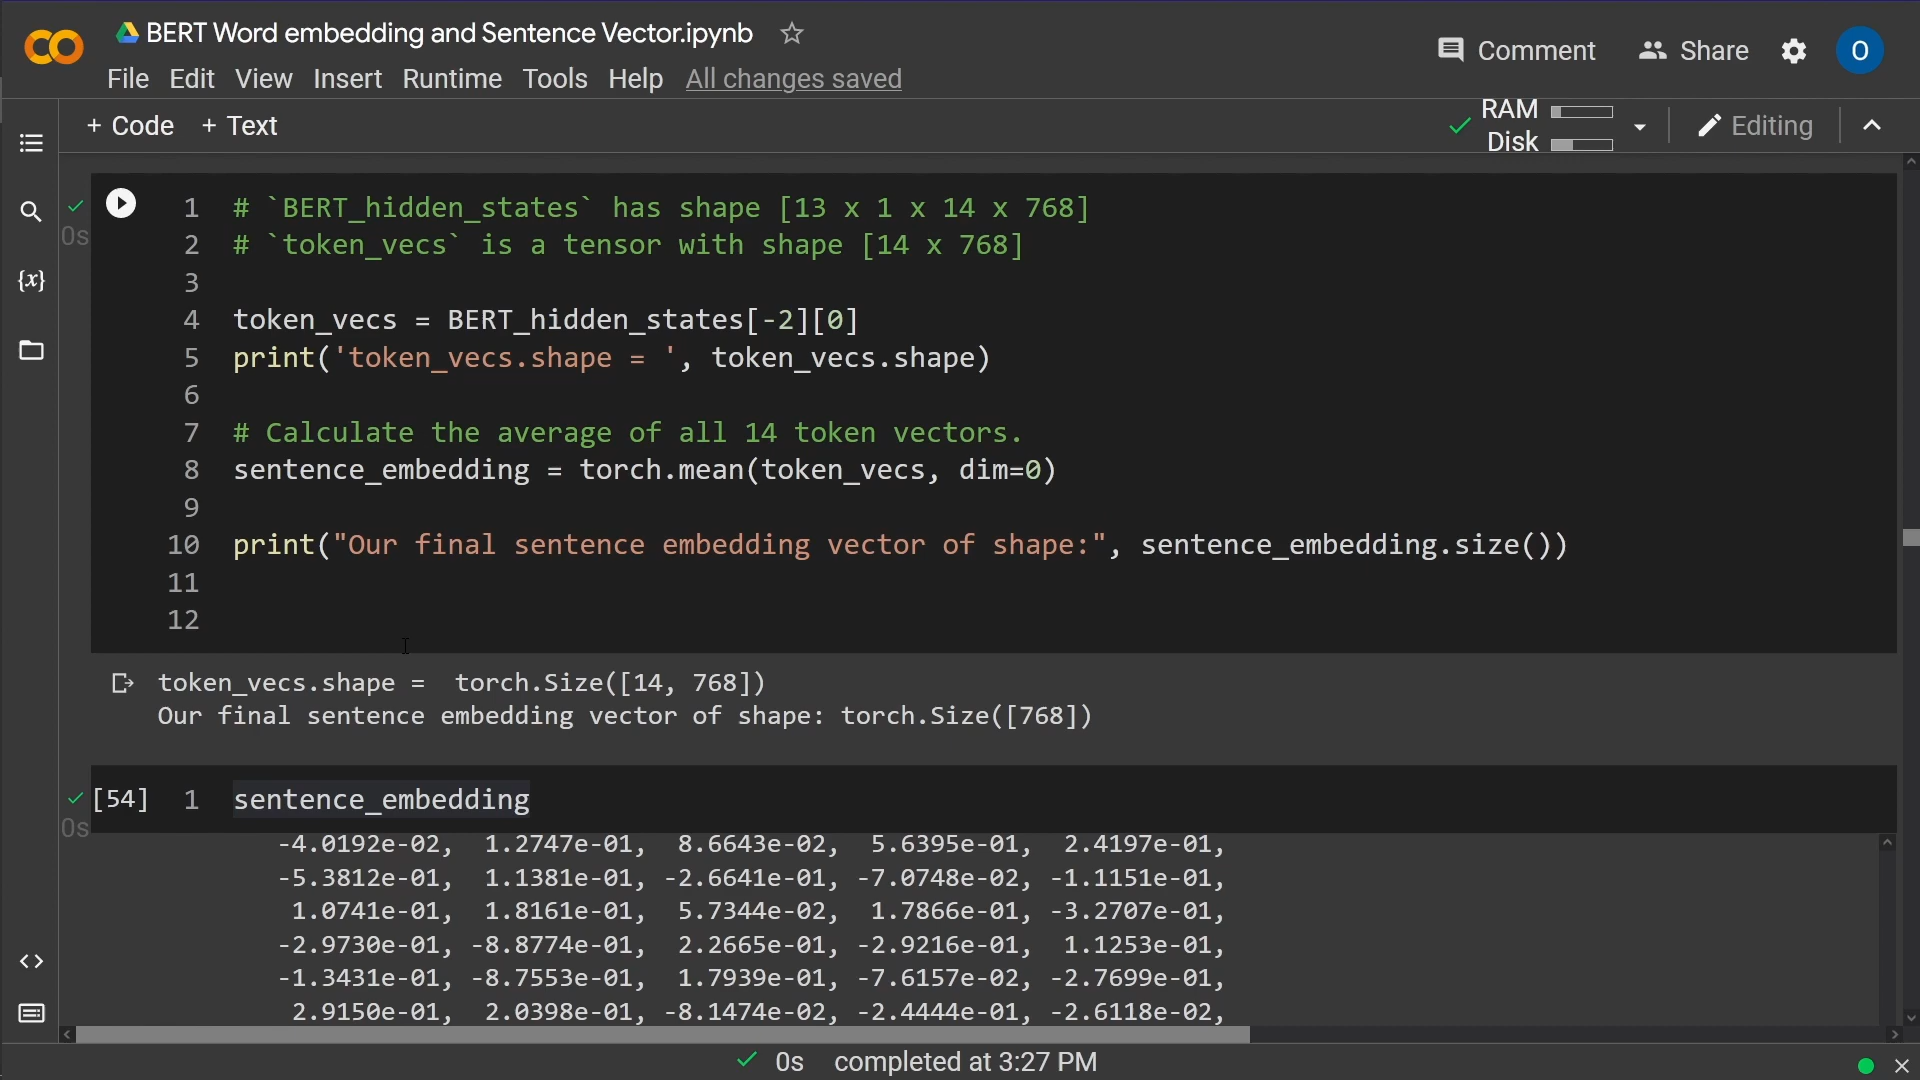 BERT Word embedding and Sentence Vector.ipynb
File Edit View Insert Runtime Tools Help All changes saved
Comment Share O
+ Code + Text
RAM
Disk
Editing
{x}
0s
1 # `BERT_hidden_states` has shape [13 x 1 x 14 x 768]
2 # `token_vecs` is a tensor with shape [14 x 768]
3
4 token_vecs = BERT_hidden_states[-2][0]
5 print('token_vecs.shape = ', token_vecs.shape)
6
7 # Calculate the average of all 14 token vectors.
8 sentence_embedding = torch.mean(token_vecs, dim=0)
9
10 print("Our final sentence embedding vector of shape:", sentence_embedding.size())
11
12
token_vecs.shape =  torch.Size([14, 768])
Our final sentence embedding vector of shape: torch.Size([768])
[54] 1 sentence_embedding
0s
-4.0192e-02, 1.2747e-01, 8.6643e-02, 5.6395e-01, 2.4197e-01,
-5.3812e-01, 1.1381e-01, -2.6641e-01, -7.0748e-02, -1.1151e-01,
1.0741e-01, 1.8161e-01, 5.7344e-02, 1.7866e-01, -3.2707e-01,
-2.9730e-01, -8.8774e-01, 2.2665e-01, -2.9216e-01, 1.1253e-01,
-1.3431e-01, -8.7553e-01, 1.7939e-01, -7.6157e-02, -2.7699e-01,
2.9150e-01, 2.0398e-01, -8.1474e-02, -2.4444e-01, -2.6118e-02,
0s completed at 3:27 PM